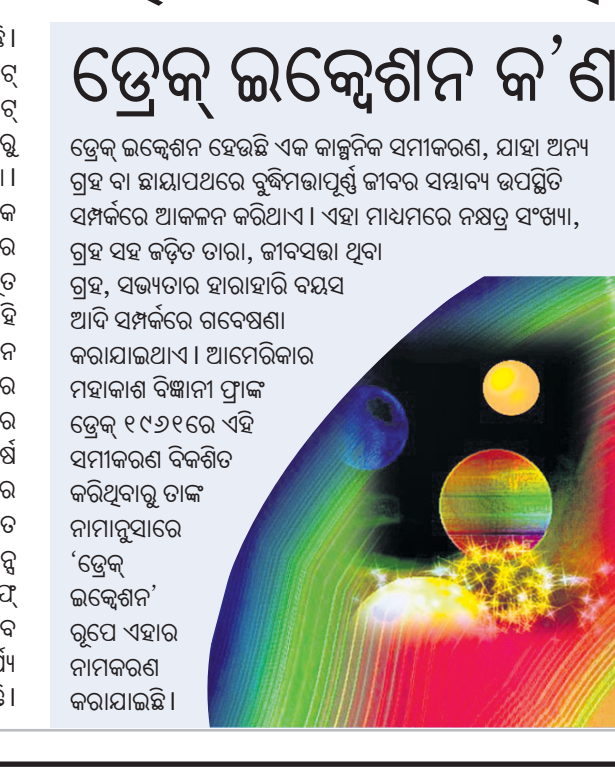 ଡ୍ରେକ୍ ଇକ୍ୱେଶନ କ'ଣ
ଡ୍ରେକ୍ ଇକ୍ୱେଶନ ହେଉଛି ଏକ କାଳ୍ପନିକ ସମୀକରଣ, ଯାହା ଅନ୍ୟ
ଗ୍ରହ ବା ଛାୟାପଥରେ ବୁଦ୍ଧିମତ୍ତାପୂର୍ଣ୍ଣ ଜୀବର ସମ୍ଭାବ୍ୟ ଉପସ୍ଥିତି
ସମ୍ପର୍କରେ ଆକଳନ କରିଥାଏ । ଏହା ମାଧ୍ୟମରେ ନକ୍ଷତ୍ର ସଂଖ୍ୟା,
ଗ୍ରହ ସହ ଜଡ଼ିତ ତାରା, ଜୀବସତ୍ତା ଥିବା
ଗ୍ରହ, ସଭ୍ୟତାର ହାରାହାରି ବୟସ
ଆଦି ସମ୍ପର୍କରେ ଗବେଷଣା
କରାଯାଇଥାଏ । ଆମେରିକାର
ମହାକାଶ ବିଜ୍ଞାନୀ ଫ୍ରାଙ୍କ
ଡ୍ରେକ୍ ୧୯୬୧ରେ ଏହି
ସମୀକରଣ ବିକଶିତ
କରିଥିବାରୁ ତାଙ୍କ
ନାମାନୁସାରେ
‘ଡ୍ରେକ୍
ଇକ୍ୱେଶନ’
ରୂପେ ଏହାର
ନାମକରଣ
କରାଯାଇଛି ।